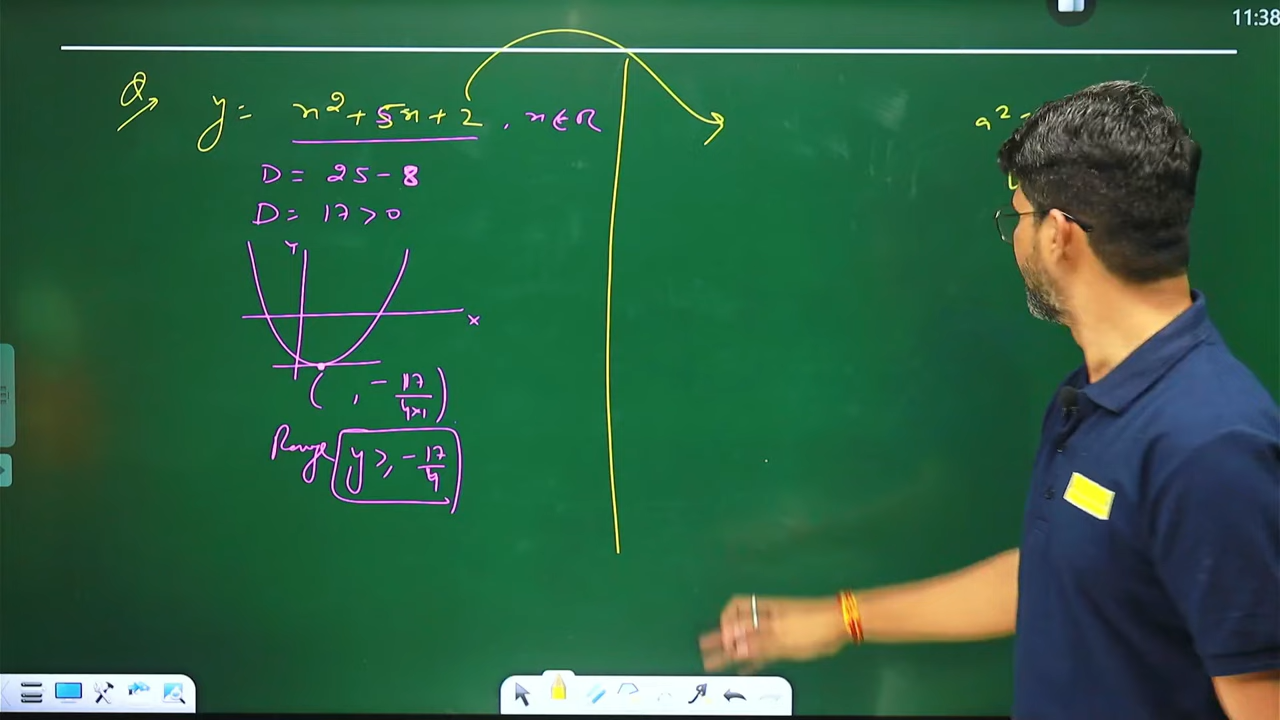 11:38
Q y = x² + 5x + 2 , x ∈ R
D = 25 - 8
D = 17 > 0
Y
X
( , - 17/4×1 )
Range y ≥ - 17/4
a² -